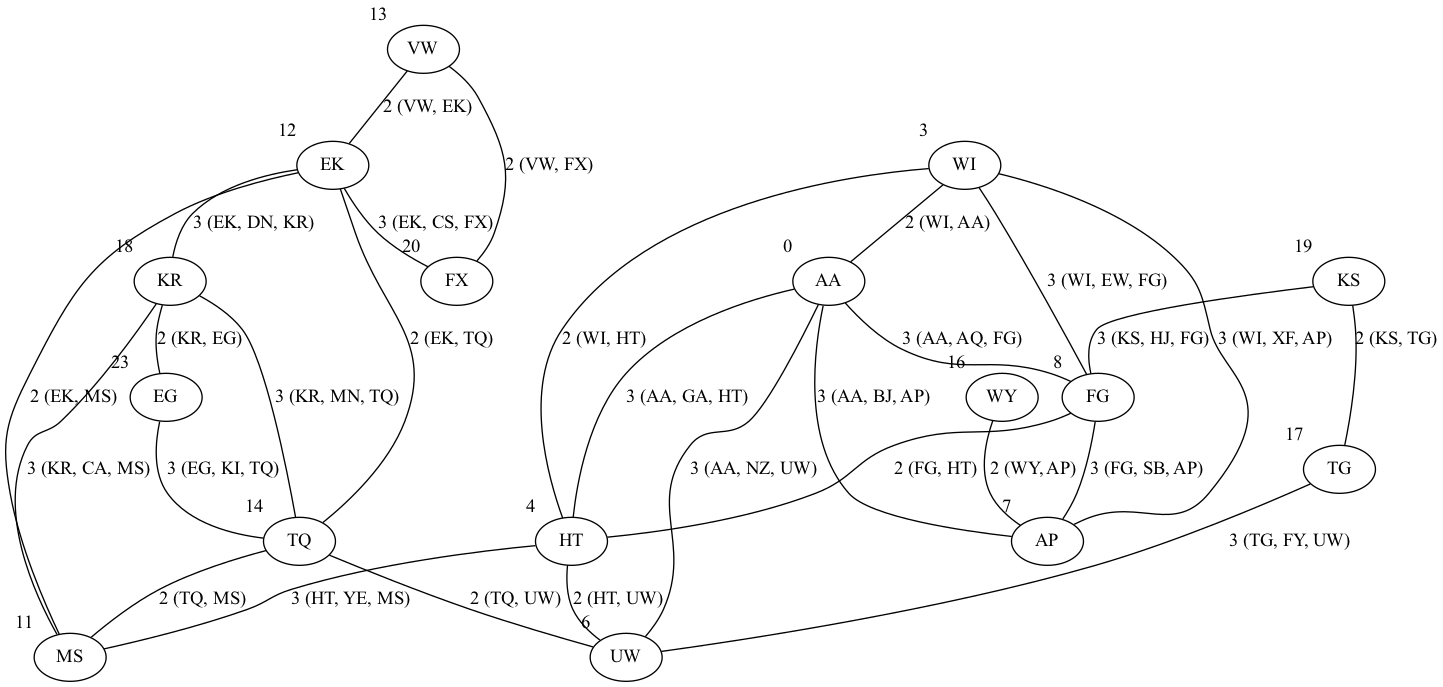 13
VW
2 (VW, EK)
12
3
EK
WI
2 (VW, FX)
3 (EK, DN, KR)
3 (EK, CS, FX)
2 (WI, AA)
18
20
0
19
KR
FX
AA
KS
3 (WI, EW, FG)
2 (KR, EG)
2 (EK, TQ)
2 (WI, HT)
3 (AA, AQ, FG)
3 (KS, HJ, FG)
3 (WI, XF, AP)
2 (KS, TG)
23
16
8
EG
WY
FG
2 (EK, MS)
3 (KR, MN, TQ)
3 (AA, GA, HT)
3 (AA, BJ, AP)
17
3 (KR, CA, MS)
3 (EG, KI, TQ)
3 (AA, NZ, UW)
2 (FG, HT)
2 (WY, AP)
3 (FG, SB, AP)
TG
14
4
7
TQ
HT
AP
3 (TG, FY, UW)
2 (TQ, MS)
3 (HT, YE, MS)
2 (TQ, UW)
2 (HT, UW)
11
6
MS
UW